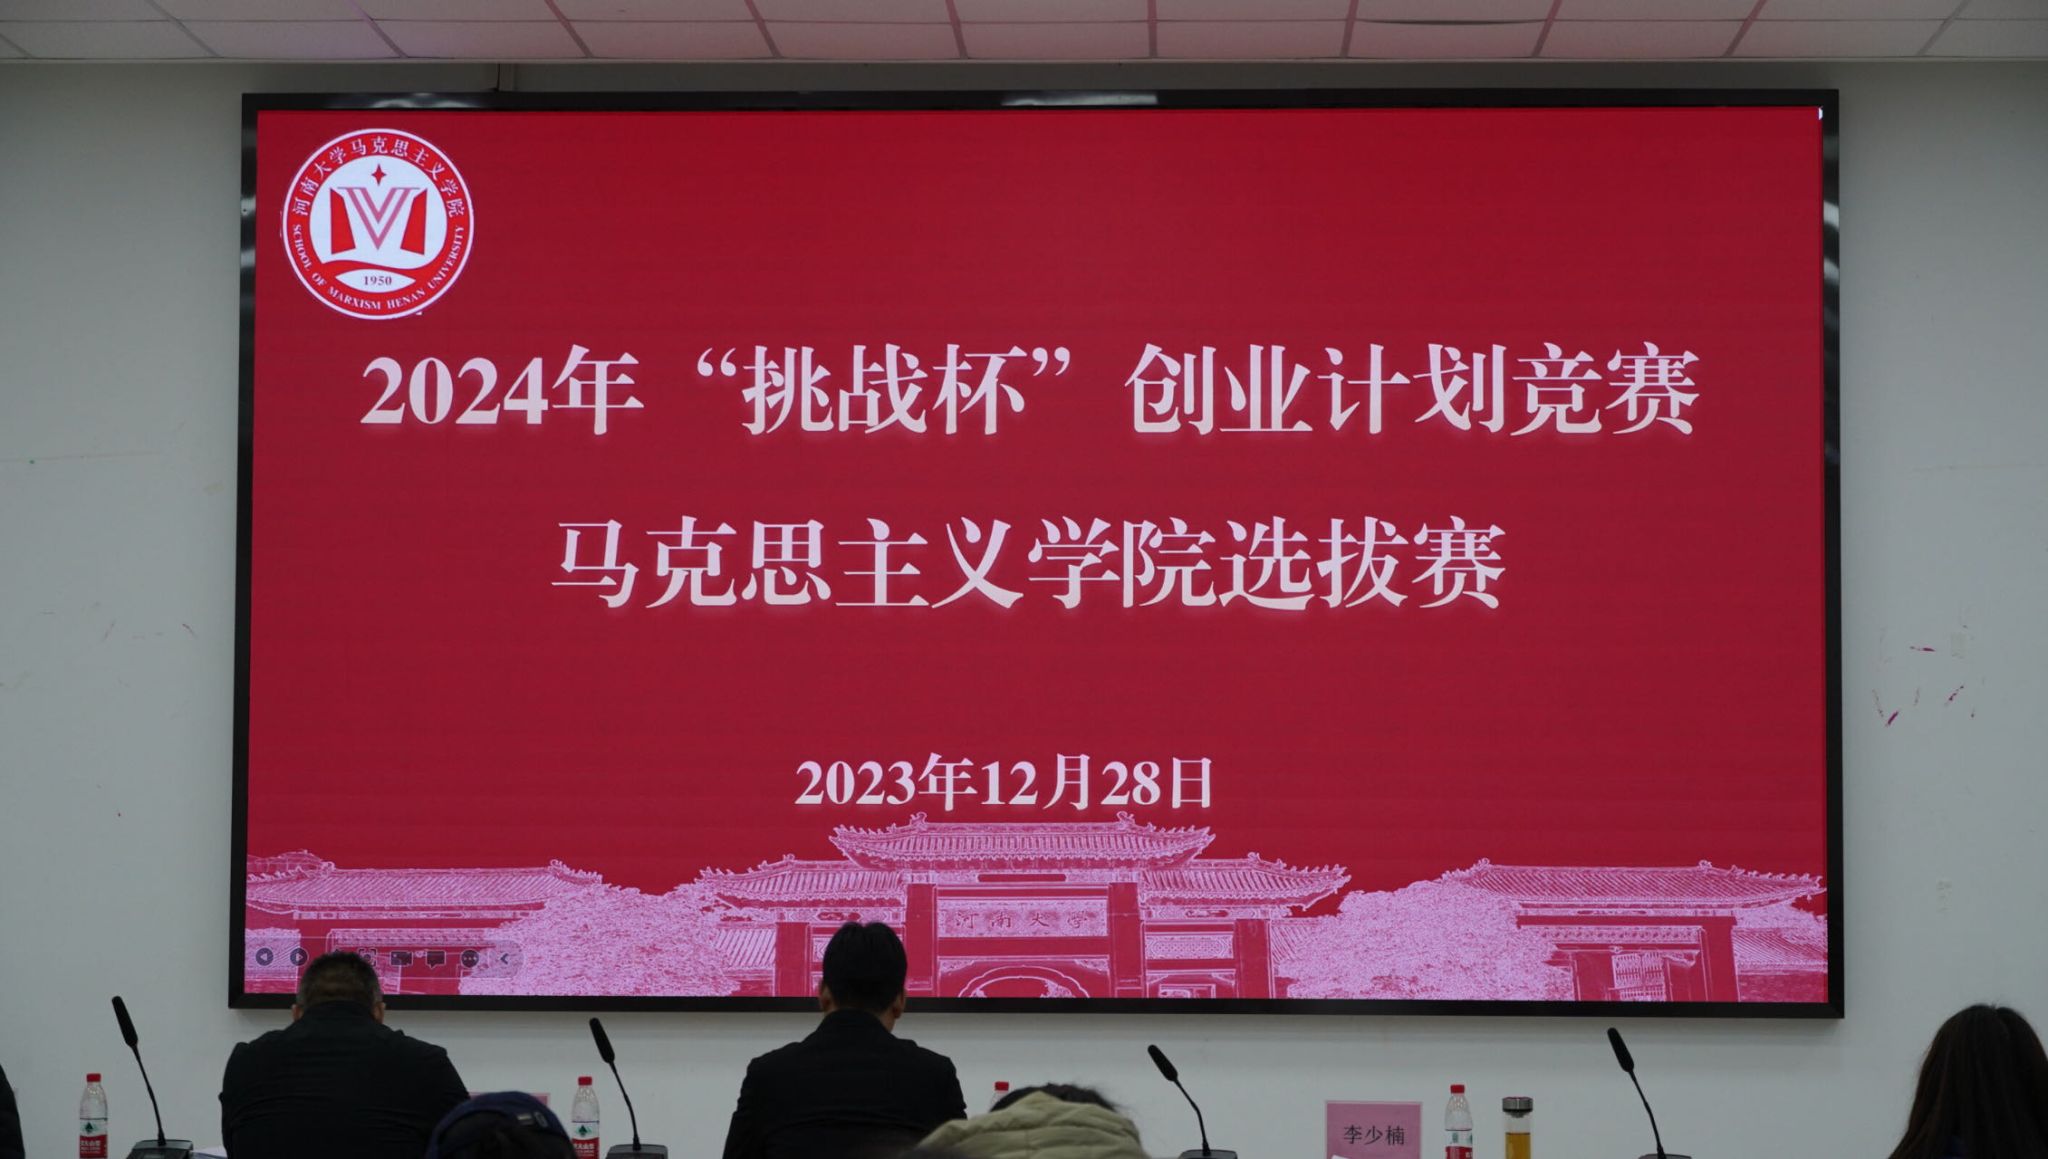 河南大学马克思主义学院
1950
SCHOOL OF MARXISM HENAN UNIVERSITY
2024年“挑战杯”创业计划竞赛
马克思主义学院选拔赛
2023年12月28日
河南大学
李少楠